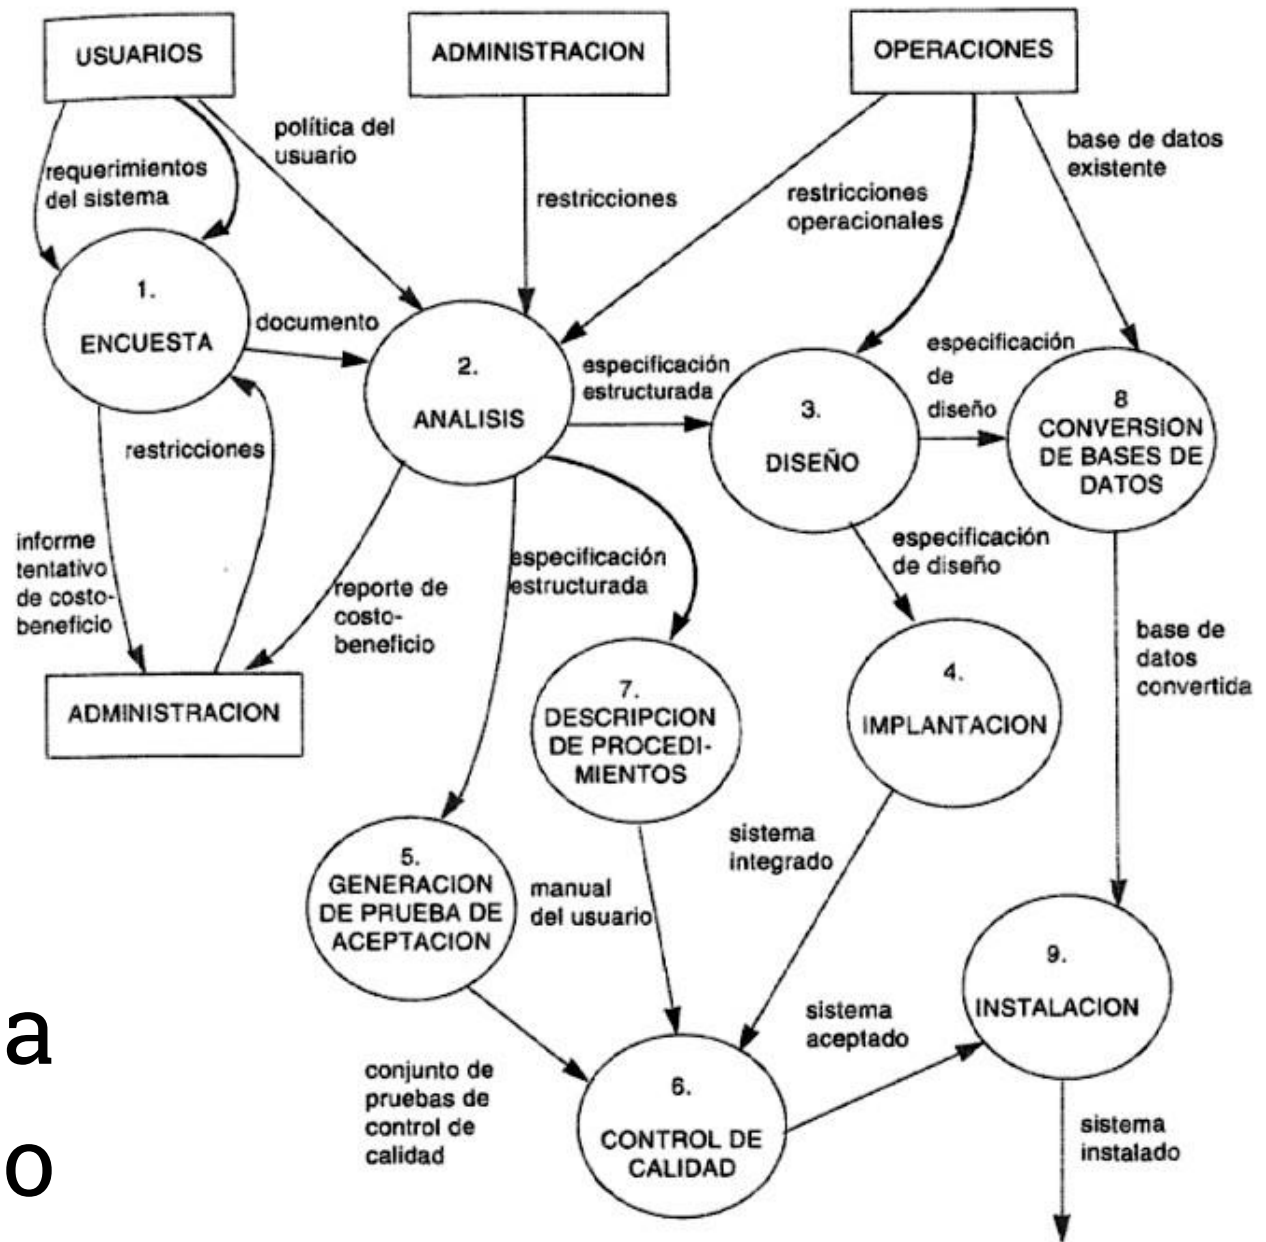 USUARIOS
ADMINISTRACION
OPERACIONES
política del
usuario
base de datos
existente
requerimientos
del sistema
restricciones
restricciones
operacionales
1.
ENCUESTA
documento
2.
ANALISIS
especificación
estructurada
especificación
de
diseño
3.
DISEÑO
8
CONVERSION
DE BASES DE
DATOS
restricciones
informe
tentativo
de costo-
beneficio
reporte de
costo-
beneficio
especificación
estructurada
especificación
de diseño
ADMINISTRACION
7.
DESCRIPCION
DE PROCEDI-
MIENTOS
4.
IMPLANTACION
base de
datos
convertida
5.
GENERACION
DE PRUEBA DE
ACEPTACION
manual
del usuario
sistema
integrado
9.
INSTALACION
sistema
aceptado
a
conjunto de
pruebas de
control de
calidad
6.
CONTROL DE
CALIDAD
sistema
instalado
o